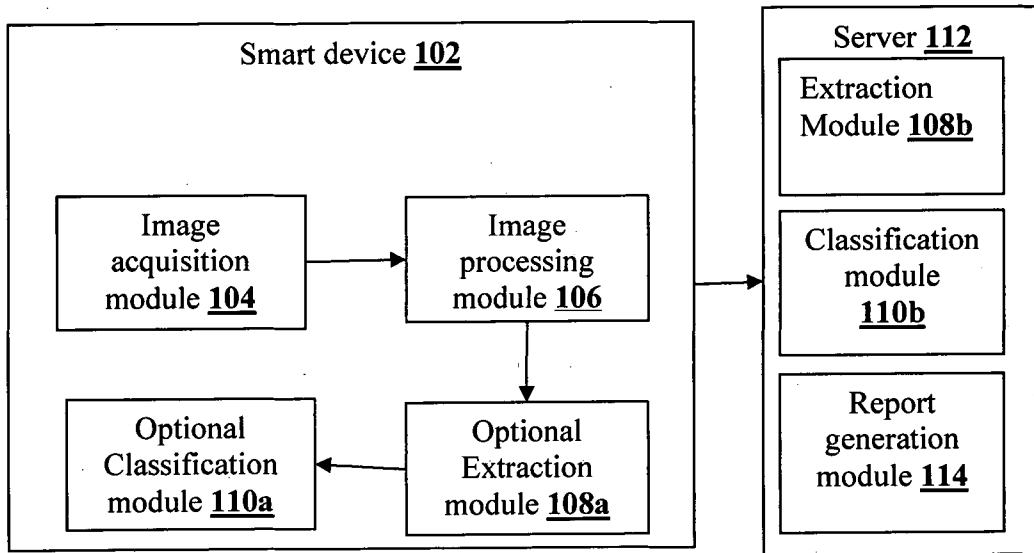 Smart device 102
Image
acquisition
module 104
Image
processing
module 106
Optional
Classification
module 110a
Optional
Extraction
module 108a
Server 112
Extraction
Module 108b
Classification
module
110b
Report
generation
module 114